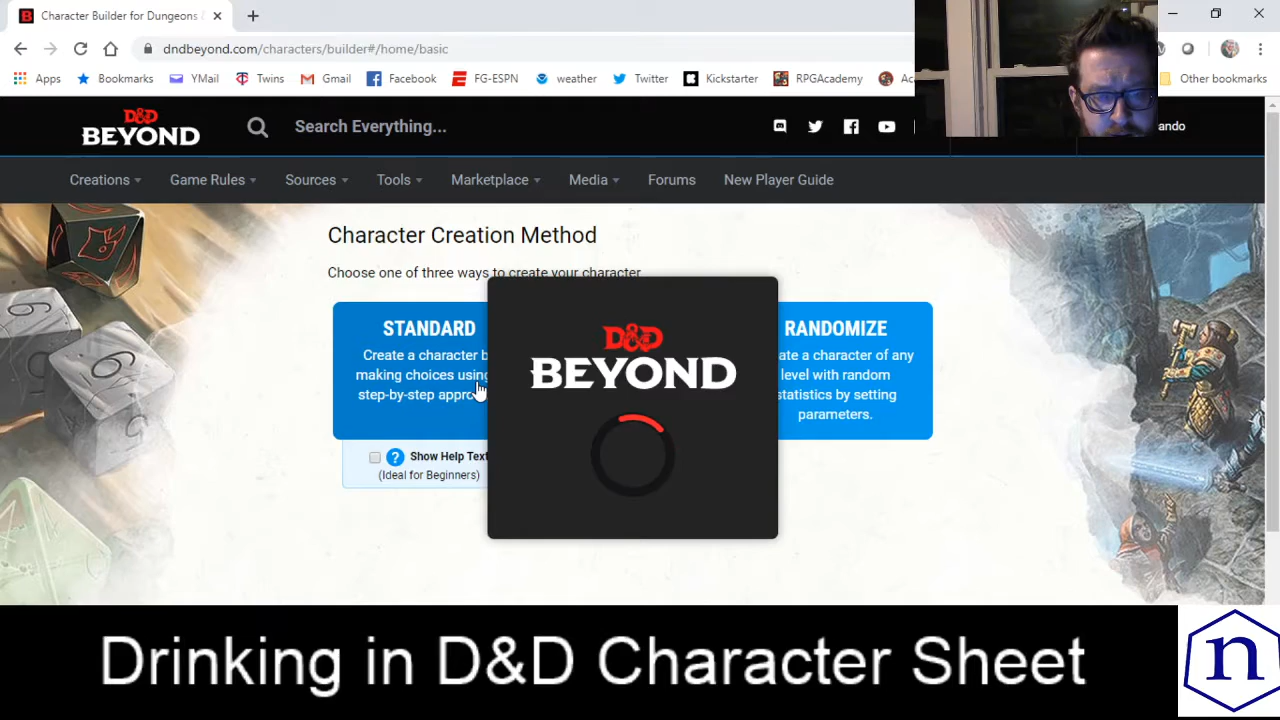 Character Builder for Dungeons
dndbeyond.com/characters/builder#/home/basic
Apps Bookmarks YMail Twins Gmail Facebook FG-ESPN weather Twitter Kickstarter RPGAcademy Other bookmarks
D&D
BEYOND
Search Everything...
ando
Creations Game Rules Sources Tools Marketplace Media Forums New Player Guide
Character Creation Method
Choose one of three ways to create your character
STANDARD
Create a character b
making choices using
step-by-step appro
Show Help Text
(Ideal for Beginners)
D&D
BEYOND
RANDOMIZE
ate a character of any
level with random
statistics by setting
parameters.
Drinking in D&D Character Sheet
n